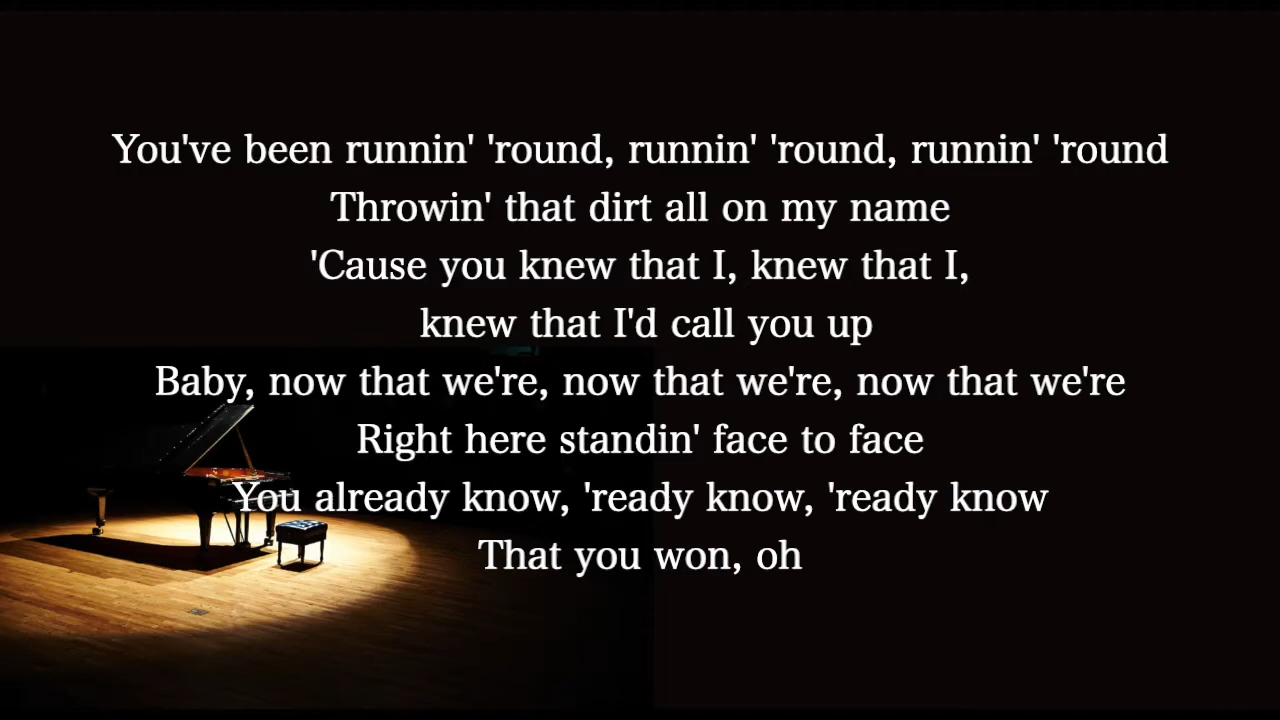 You've been runnin' 'round, runnin' 'round, runnin' 'round
Throwin' that dirt all on my name
'Cause you knew that I, knew that I,
knew that I'd call you up
Baby, now that we're, now that we're, now that we're
Right here standin' face to face
You already know, 'ready know, 'ready know
That you won, oh